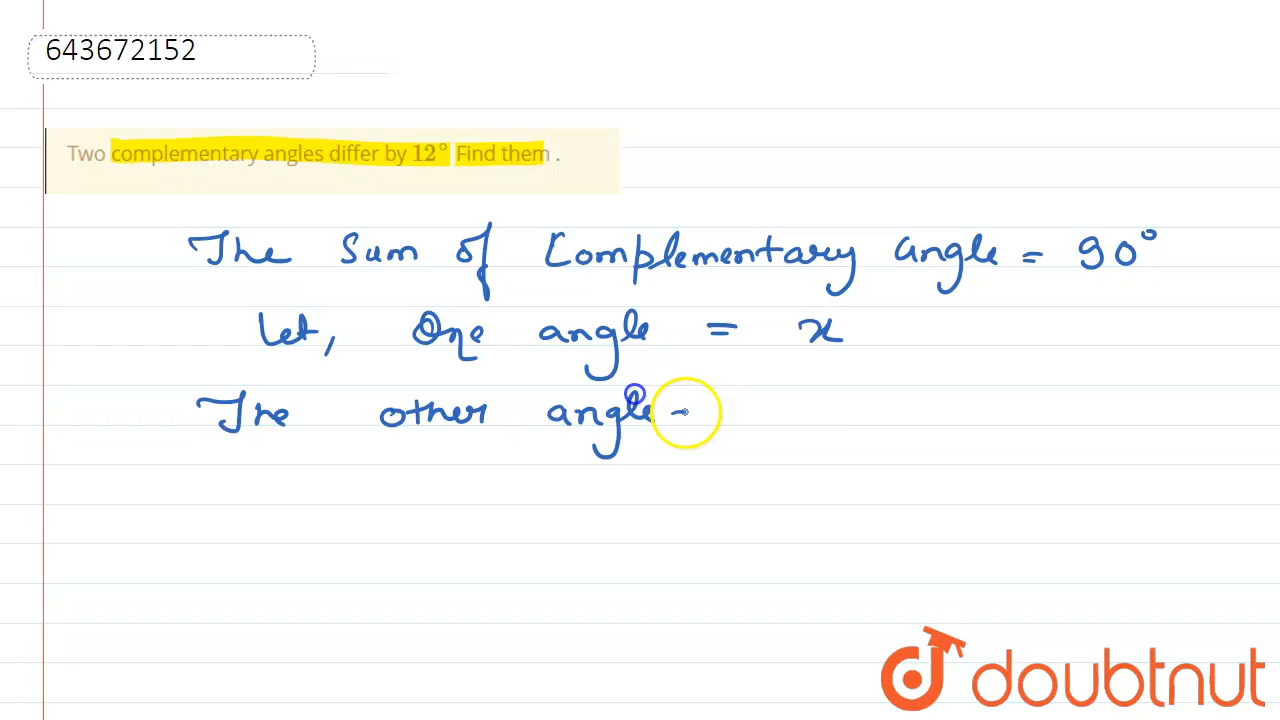 643672152
Two complementary angles differ by 12° Find them .
The Sum of Complementary angle = 90°
Let, One angle = x
The other angle -
doubtnut